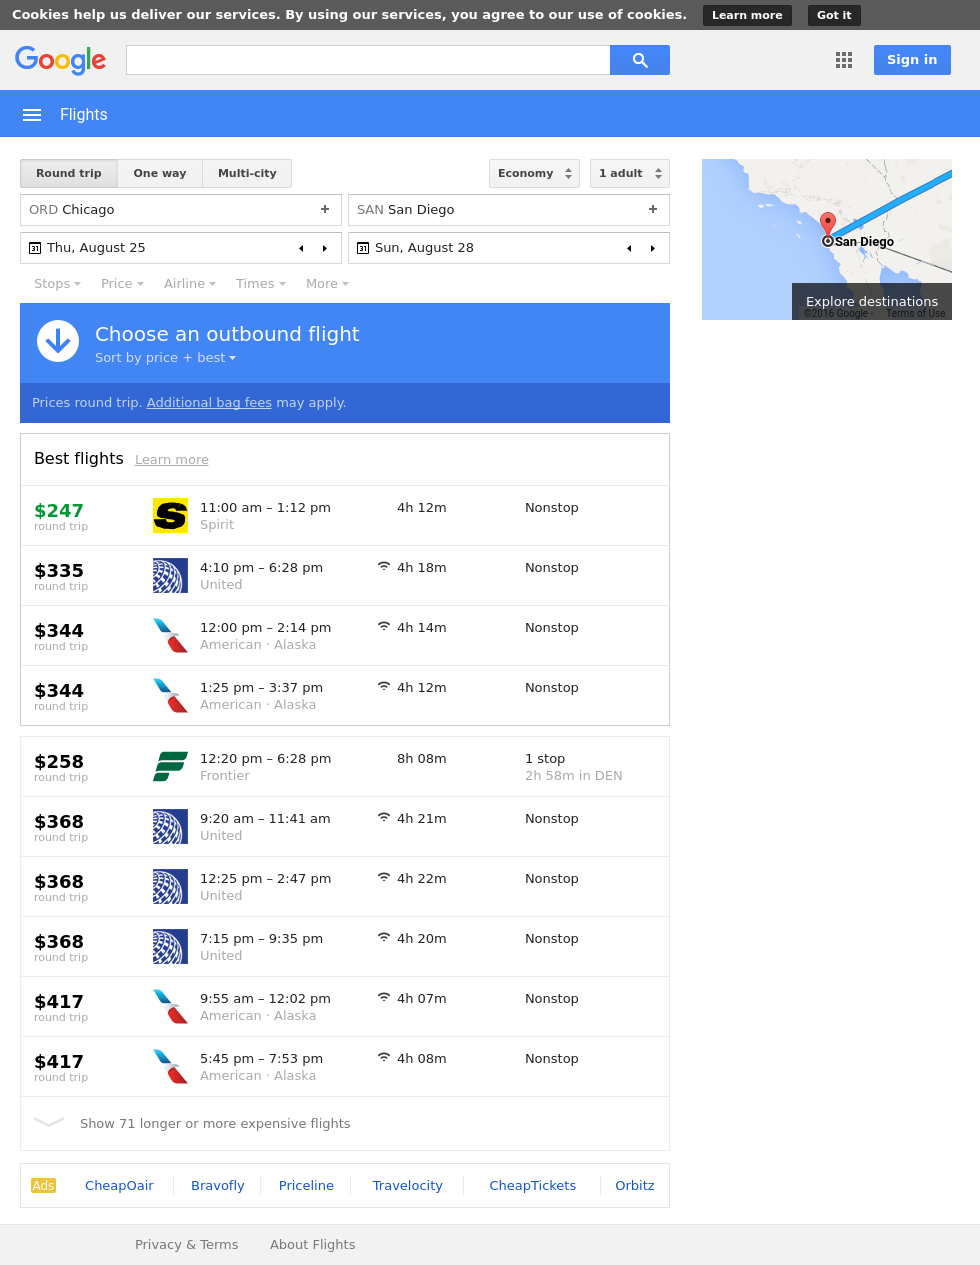 Cookies help us deliver our services. By using our services, you agree to our use of cookies. Learn more Got it
Google Sign in
Flights
Round trip One way Multi-city Economy 1 adult
ORD Chicago + SAN San Diego +
31 Thu, August 25 31 Sun, August 28
Stops Price Airline Times More
San Diego
Explore destinations
©2016 Google - Terms of Use
Choose an outbound flight
Sort by price + best
Prices round trip. Additional bag fees may apply.
Best flights Learn more
$247 11:00 am – 1:12 pm 4h 12m Nonstop
round trip Spirit
$335 4:10 pm – 6:28 pm 4h 18m Nonstop
round trip United
$344 12:00 pm – 2:14 pm 4h 14m Nonstop
round trip American · Alaska
$344 1:25 pm – 3:37 pm 4h 12m Nonstop
round trip American · Alaska
$258 12:20 pm – 6:28 pm 8h 08m 1 stop
round trip Frontier 2h 58m in DEN
$368 9:20 am – 11:41 am 4h 21m Nonstop
round trip United
$368 12:25 pm – 2:47 pm 4h 22m Nonstop
round trip United
$368 7:15 pm – 9:35 pm 4h 20m Nonstop
round trip United
$417 9:55 am – 12:02 pm 4h 07m Nonstop
round trip American · Alaska
$417 5:45 pm – 7:53 pm 4h 08m Nonstop
round trip American · Alaska
Show 71 longer or more expensive flights
Ads CheapOair Bravofly Priceline Travelocity CheapTickets Orbitz
Privacy & Terms About Flights